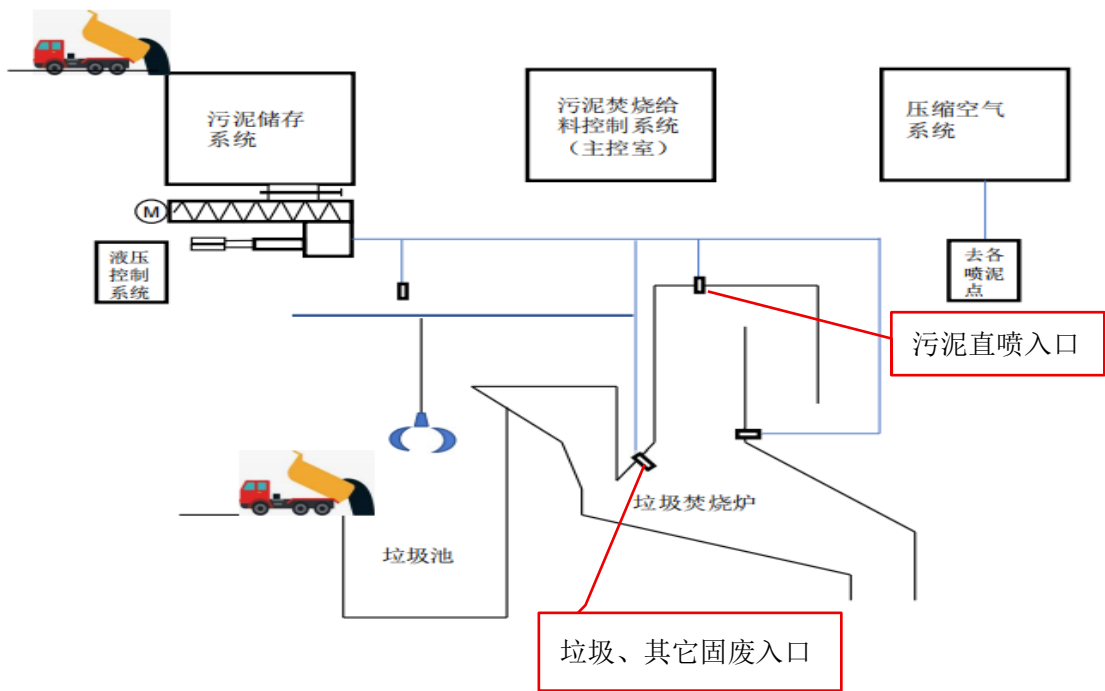 污泥储存
系统
污泥焚烧给
料控制系统
（主控室）
压缩空气
系统
M
液压
控制
系统
去各
喷泥
点
污泥直喷入口
垃圾焚烧炉
垃圾池
垃圾、其它固废入口